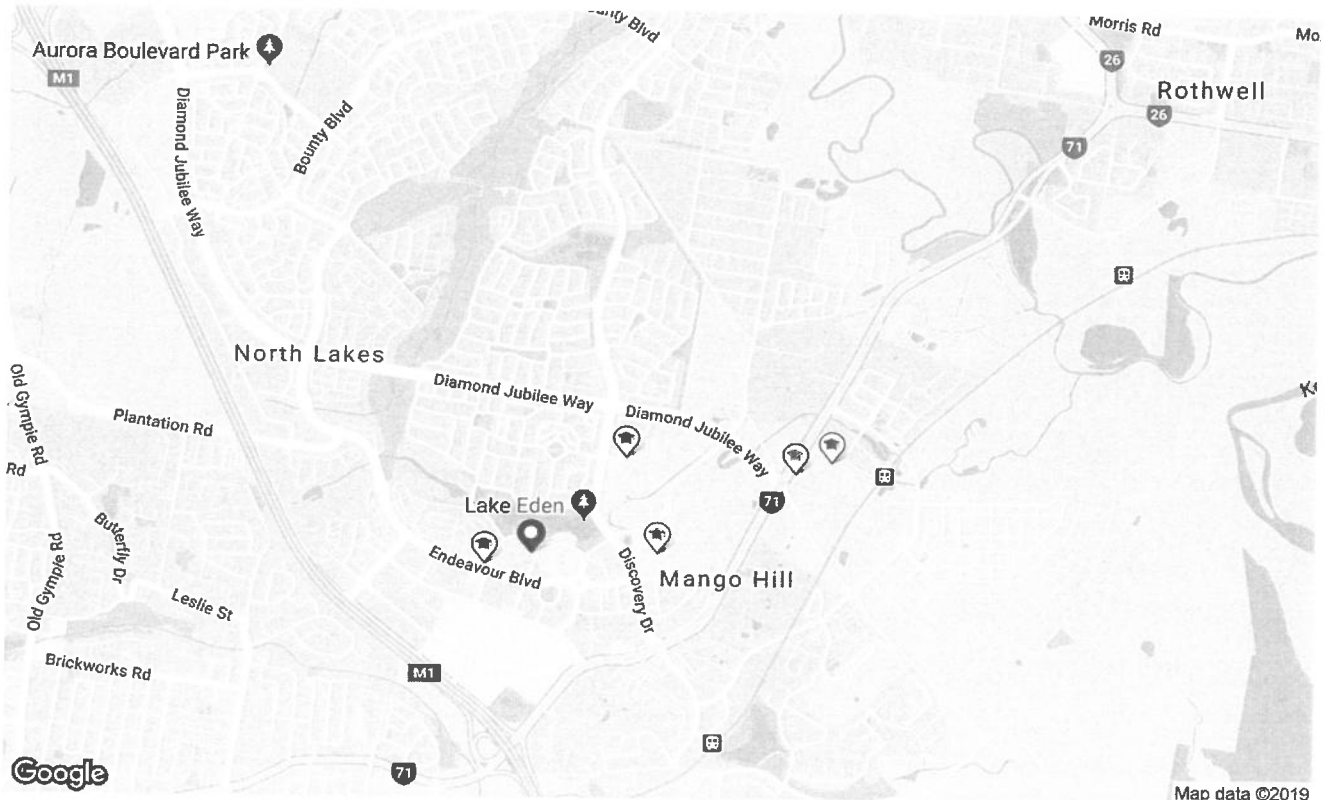 Morris Rd
Aurora Boulevard Park
M1
26
Rothwell
26
Diamond Jubilee Way
Bounty Blvd
71
North Lakes
Old Gympie Rd
Diamond Jubilee Way
Plantation Rd
Diamond Jubilee Way
Rd
Lake Eden
71
Butterfly Dr
Endeavour Blvd
Discovery Dr
Mango Hill
Old Gympie Rd
Leslie St
Brickworks Rd
M1
71
Google
Map data ©2019